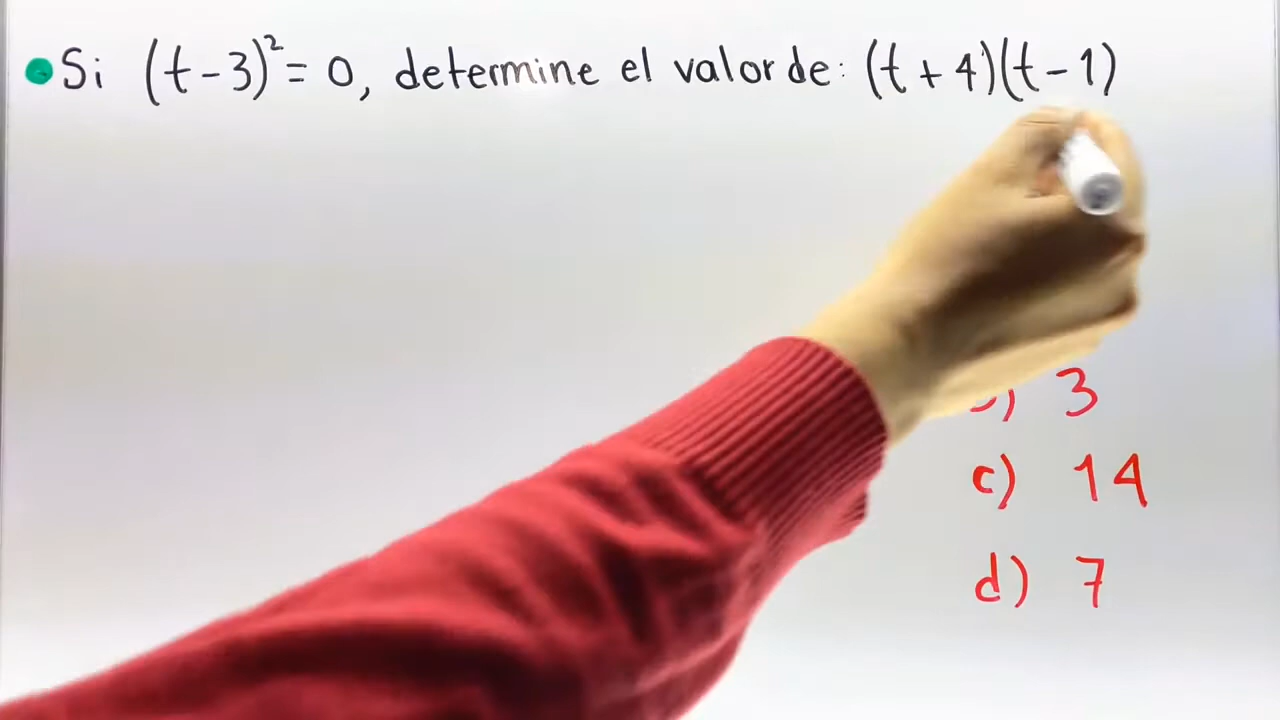 Si (t-3)²=0, determine el valor de: (t+4)(t-1)
) 3
c) 14
d) 7